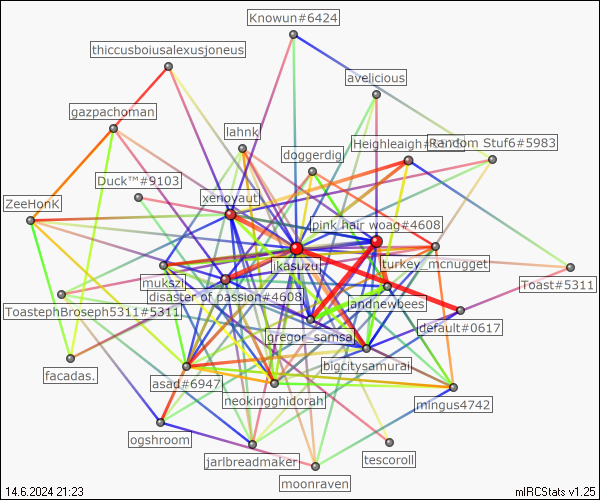 Knowun#6424
thiccusboiusalexusjoneus
avelicious
gazpachoman
lahnk
Random Stuf6#5983
Heighleaigh#
doggerdig
Duck™#9103
xenoyaut
ZeeHonk
pink hair woag#4608
ikasuzu
turkey_mcnugget
mukszi
Toast#5311
disaster of passion#4608
andnewbees
ToastephBroseph5311#5311
default#0617
gregor_samsa
bigcitysamurai
facadas.
asad#6947
neokingghidorah
mingus4742
ogshroom
jarlbreadmaker
tescoroll
moonraven
14.6.2024 21:23
mIRCStats v1.25